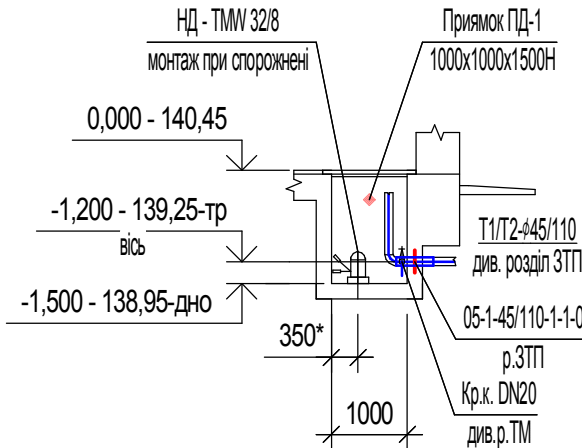 НД - TMW 32/8
монтаж при спорожнені
Приямок ПД-1
1000х1000х1500Н
0,000 - 140,45
-1,200 - 139,25-тр
вісь
-1,500 - 138,95-дно
Т1/Т2-ϕ45/110
див. розділ ЗТП
05-1-45/110-1-1-0
р.ЗТП
Кр.к. DN20
див.р.ТМ
350*
1000